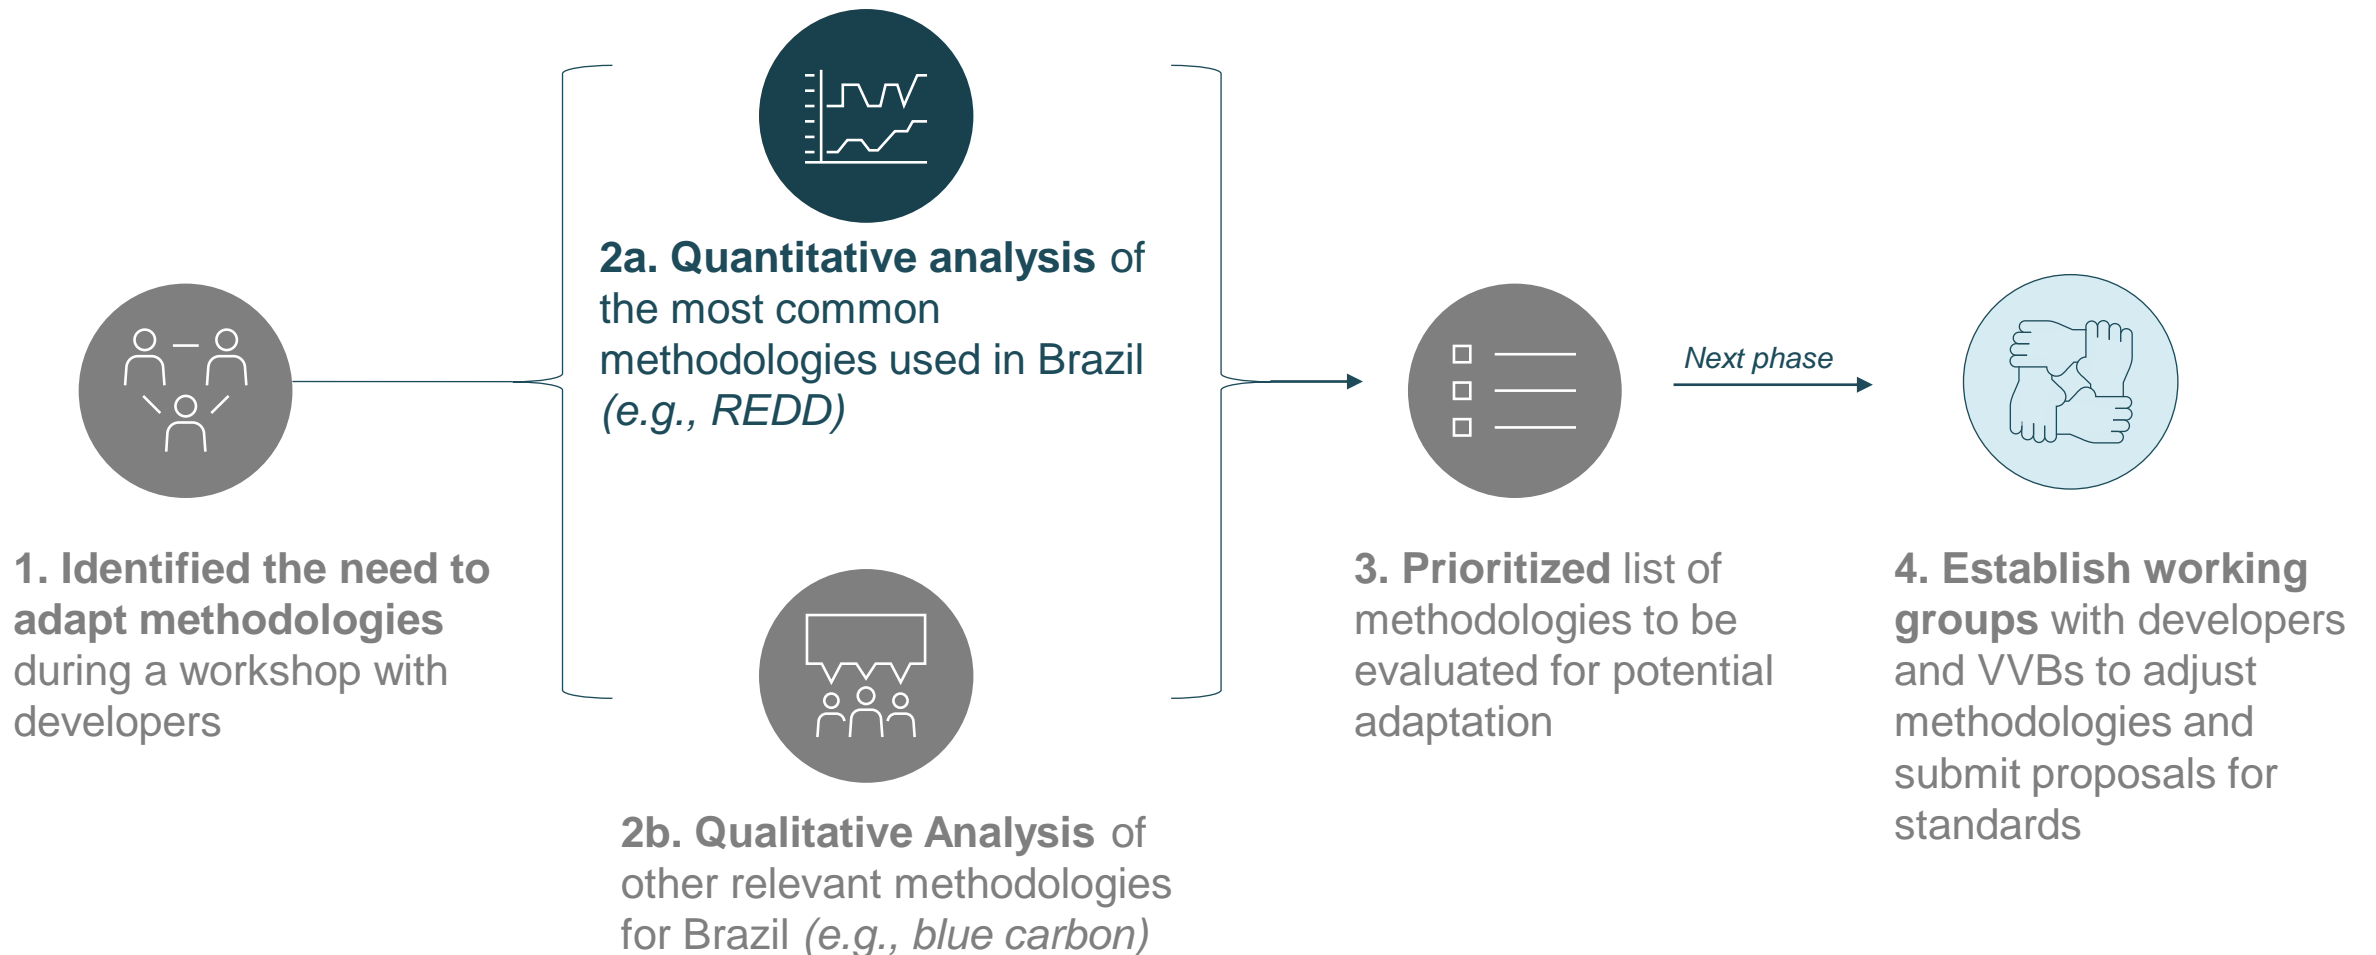 1. Identified the need to
adapt methodologies
during a workshop with
developers
2a. Quantitative analysis of
the most common
methodologies used in Brazil
(e.g., REDD)
2b. Qualitative Analysis of
other relevant methodologies
for Brazil (e.g., blue carbon)
3. Prioritized list of
methodologies to be
evaluated for potential
adaptation
Next phase
4. Establish working
groups with developers
and VVBs to adjust
methodologies and
submit proposals for
standards